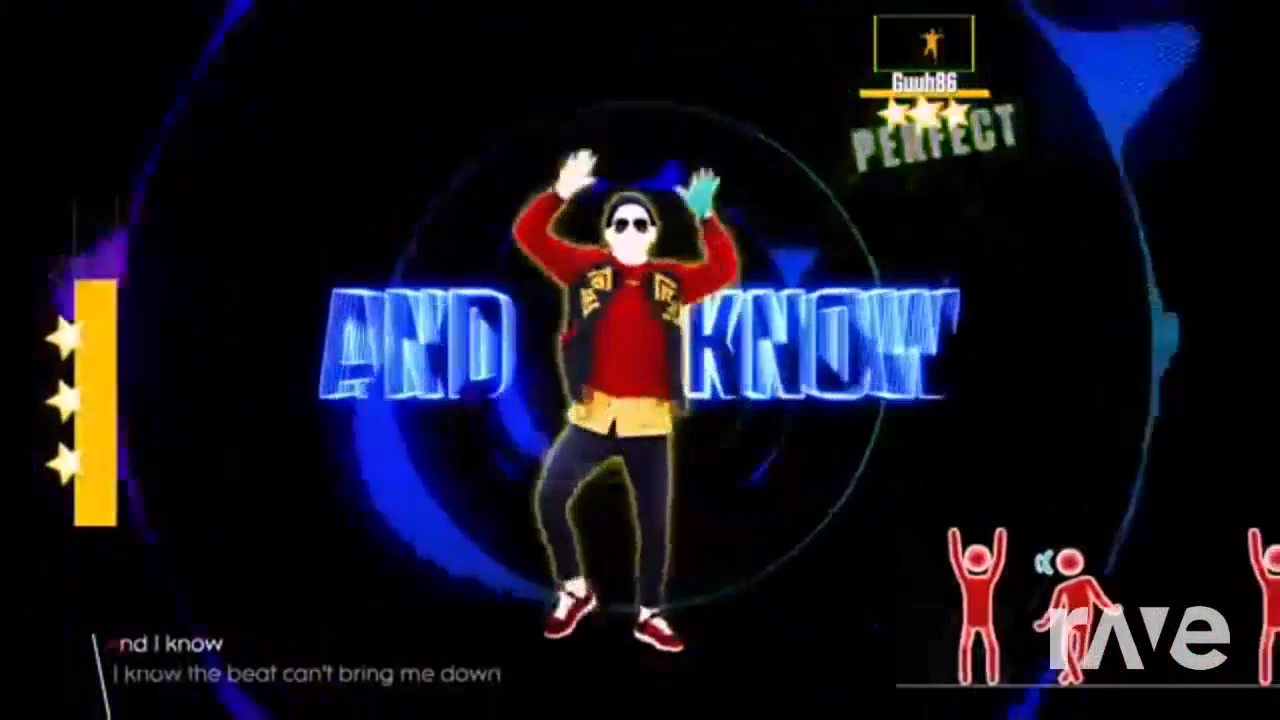 Guuh86
PERFECT
AND KNOW
nd I know
I know the beat can't bring me down
rave